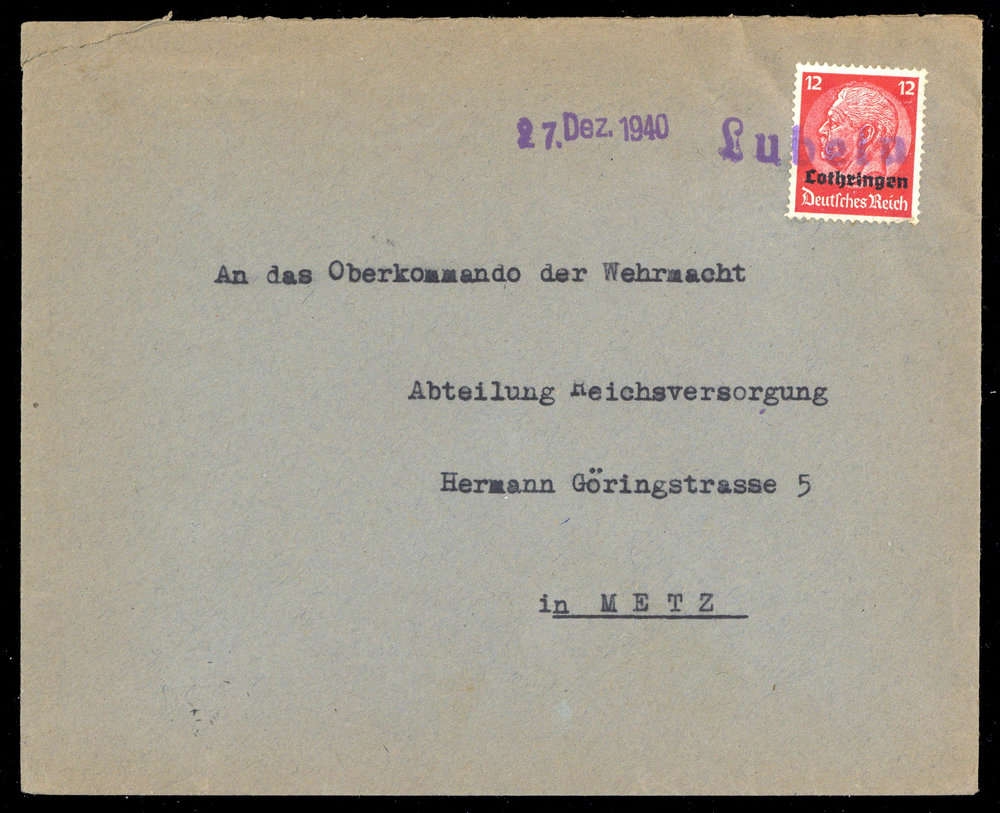 12 12
27. Dez. 1940
Lubeln
Lothringen
Deutsches Reich
An das Oberkommando der Wehrmacht
Abteilung Reichsversorgung
Hermann Göringstrasse 5
in METZ